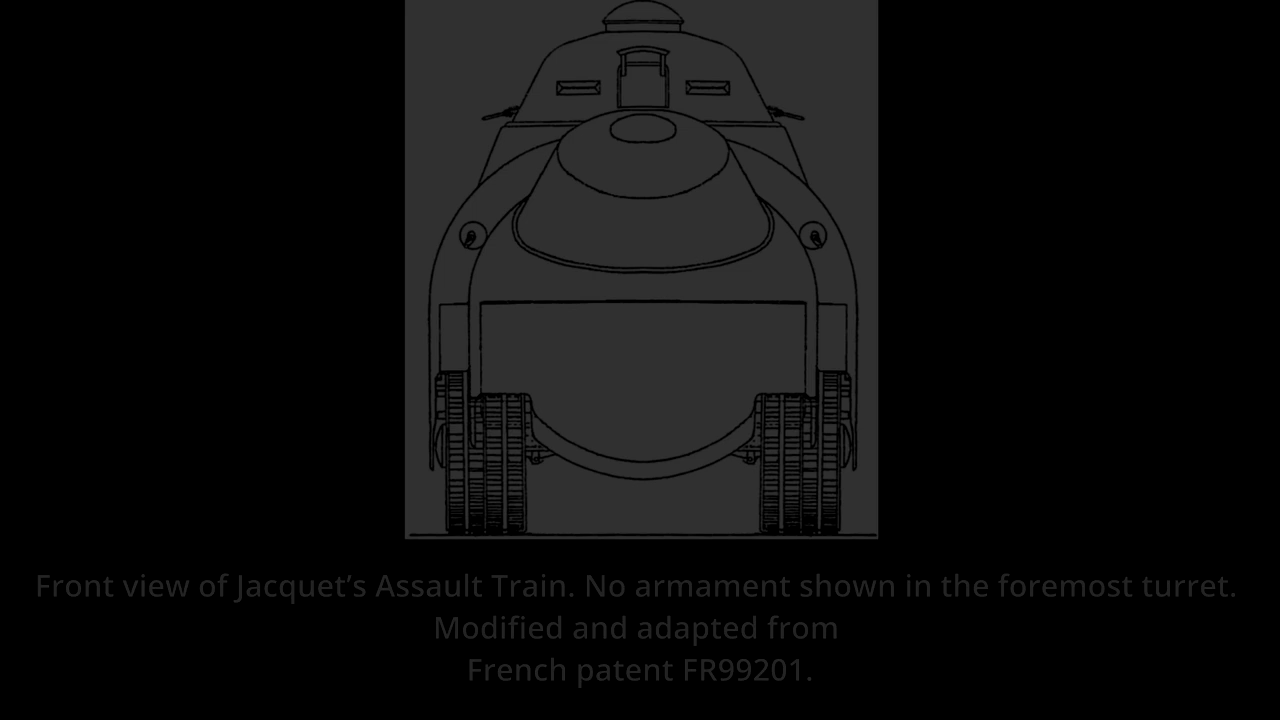 Front view of Jacquet’s Assault Train. No armament shown in the foremost turret.
Modified and adapted from
French patent FR99201.